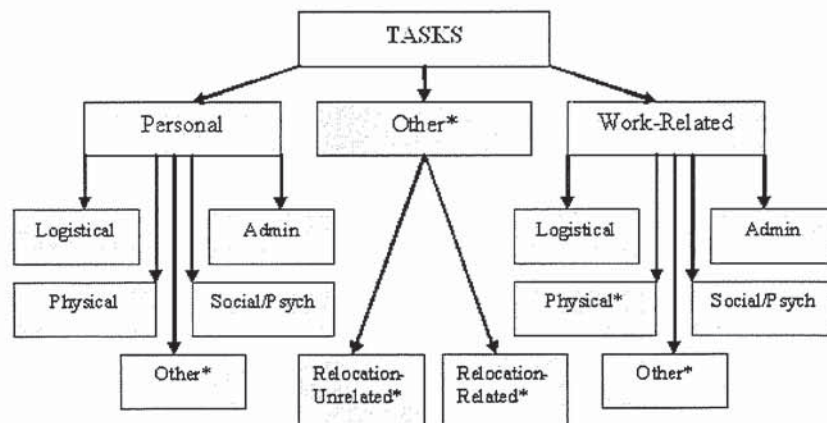 TASKS
Personal
Other*
Work-Related
Logistical
Admin
Logistical
Admin
Physical
Social/Psych
Physical*
Social/Psych
Other*
Relocation-
Unrelated*
Relocation-
Related*
Other*